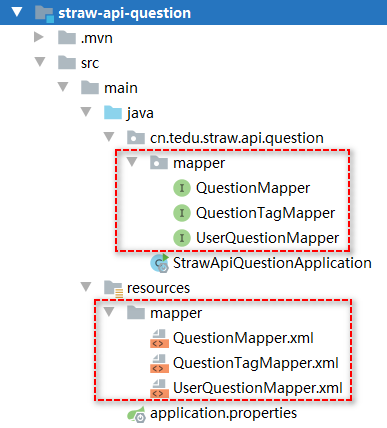 straw-api-question
.mvn
src
main
java
cn.tedu.straw.api.question
mapper
I QuestionMapper
I QuestionTagMapper
I UserQuestionMapper
C StrawApiQuestionApplication
resources
mapper
QuestionMapper.xml
QuestionTagMapper.xml
UserQuestionMapper.xml
application.properties